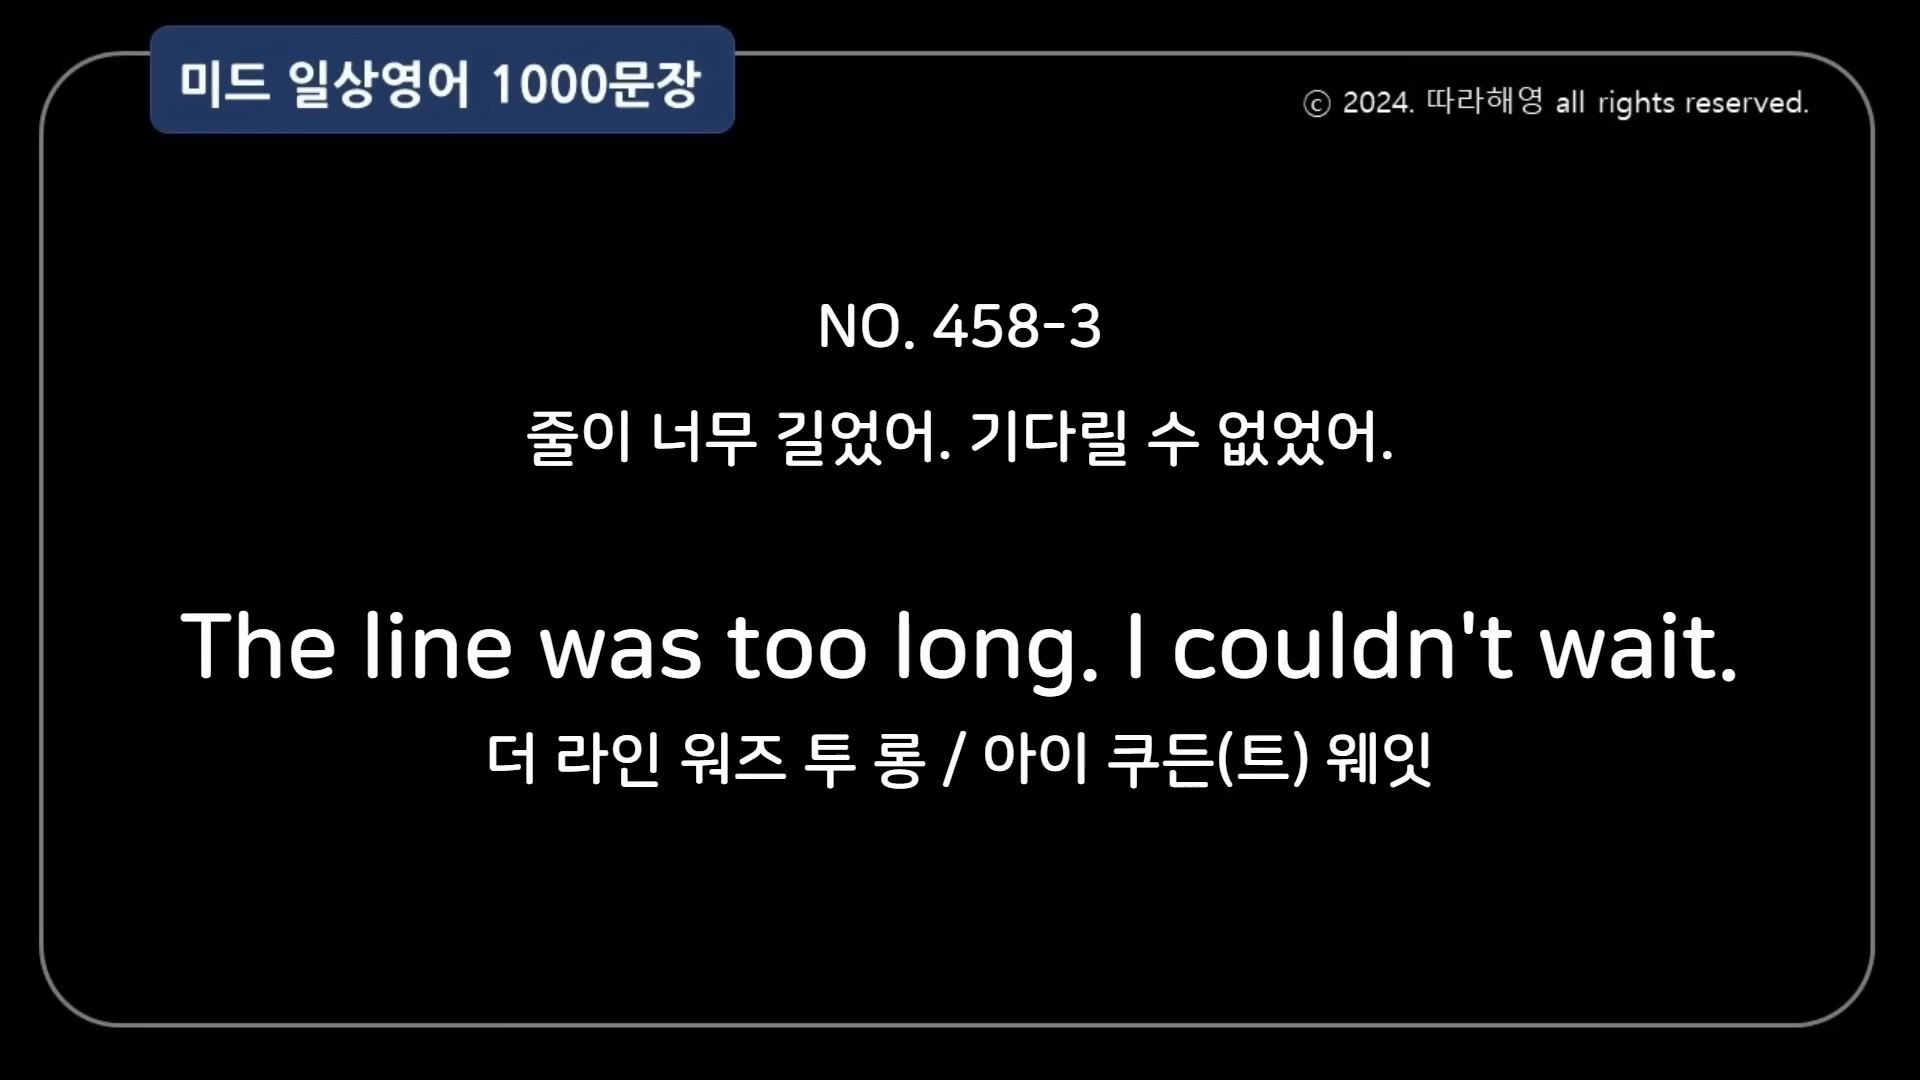 미드 일상영어 1000문장
ⓒ 2024. 따라해영 all rights reserved.
NO. 458-3
줄이 너무 길었어. 기다릴 수 없었어.
The line was too long. I couldn't wait.
더 라인 워즈 투 롱 / 아이 쿠든(트) 웨잇